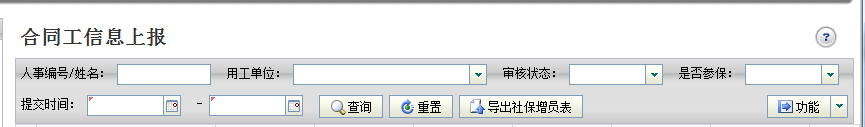 合同工信息上报 ?
人事编号/姓名: 用工单位: 审核状态: 是否参保:
提交时间: - 查询 重置 导出社保增员表 功能